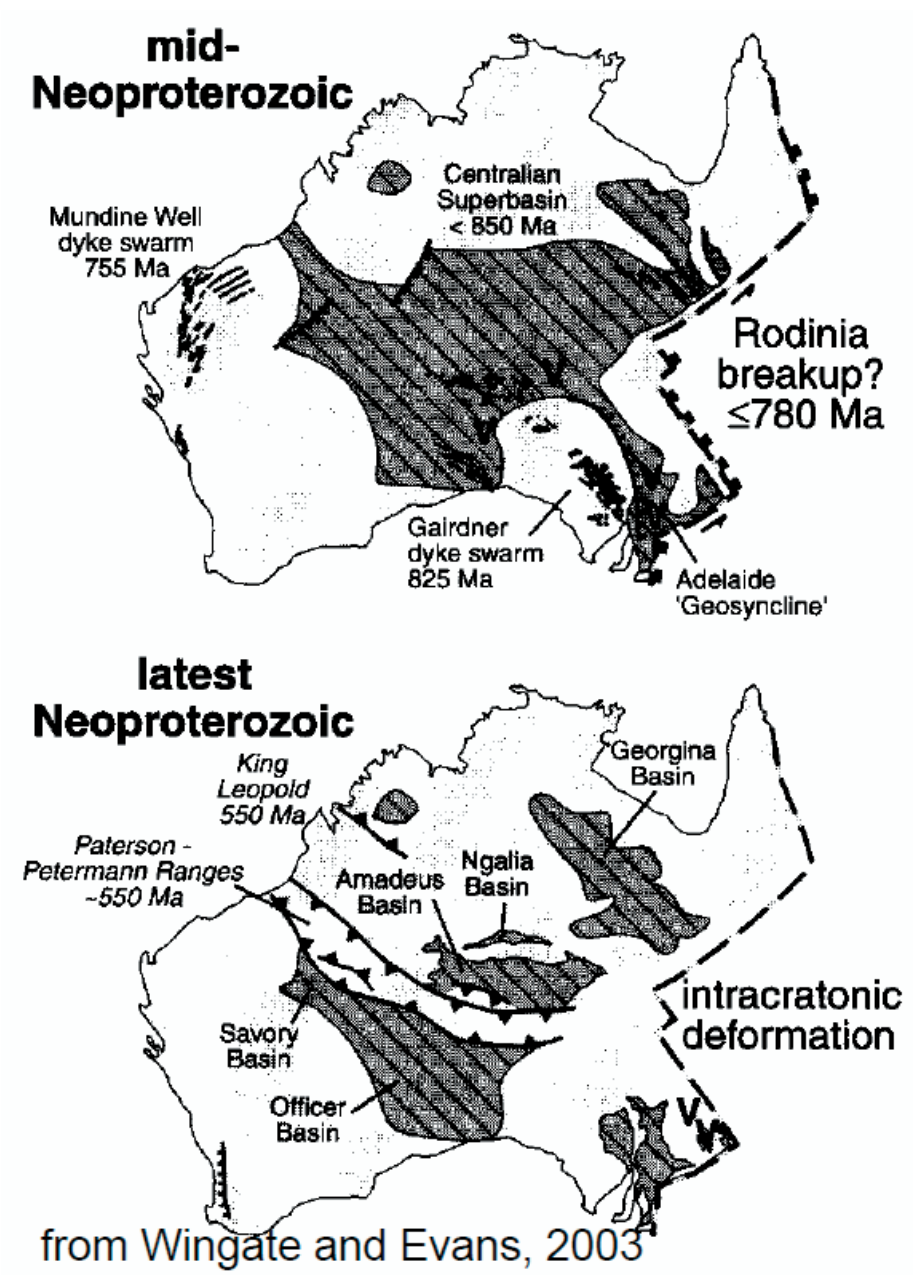 mid-
Neoproterozoic
Centralian
Superbasin
< 850 Ma
Mundine Well
dyke swarm
755 Ma
Rodinia
breakup?
≤780 Ma
Gairdner
dyke swarm
825 Ma
Adelaide
'Geosyncline'
latest
Neoproterozoic
King
Leopold
550 Ma
Georgina
Basin
Paterson -
Petermann Ranges
~550 Ma
Amadeus
Basin
Ngalia
Basin
intracratonic
deformation
Savory
Basin
Officer
Basin
from Wingate and Evans, 2003